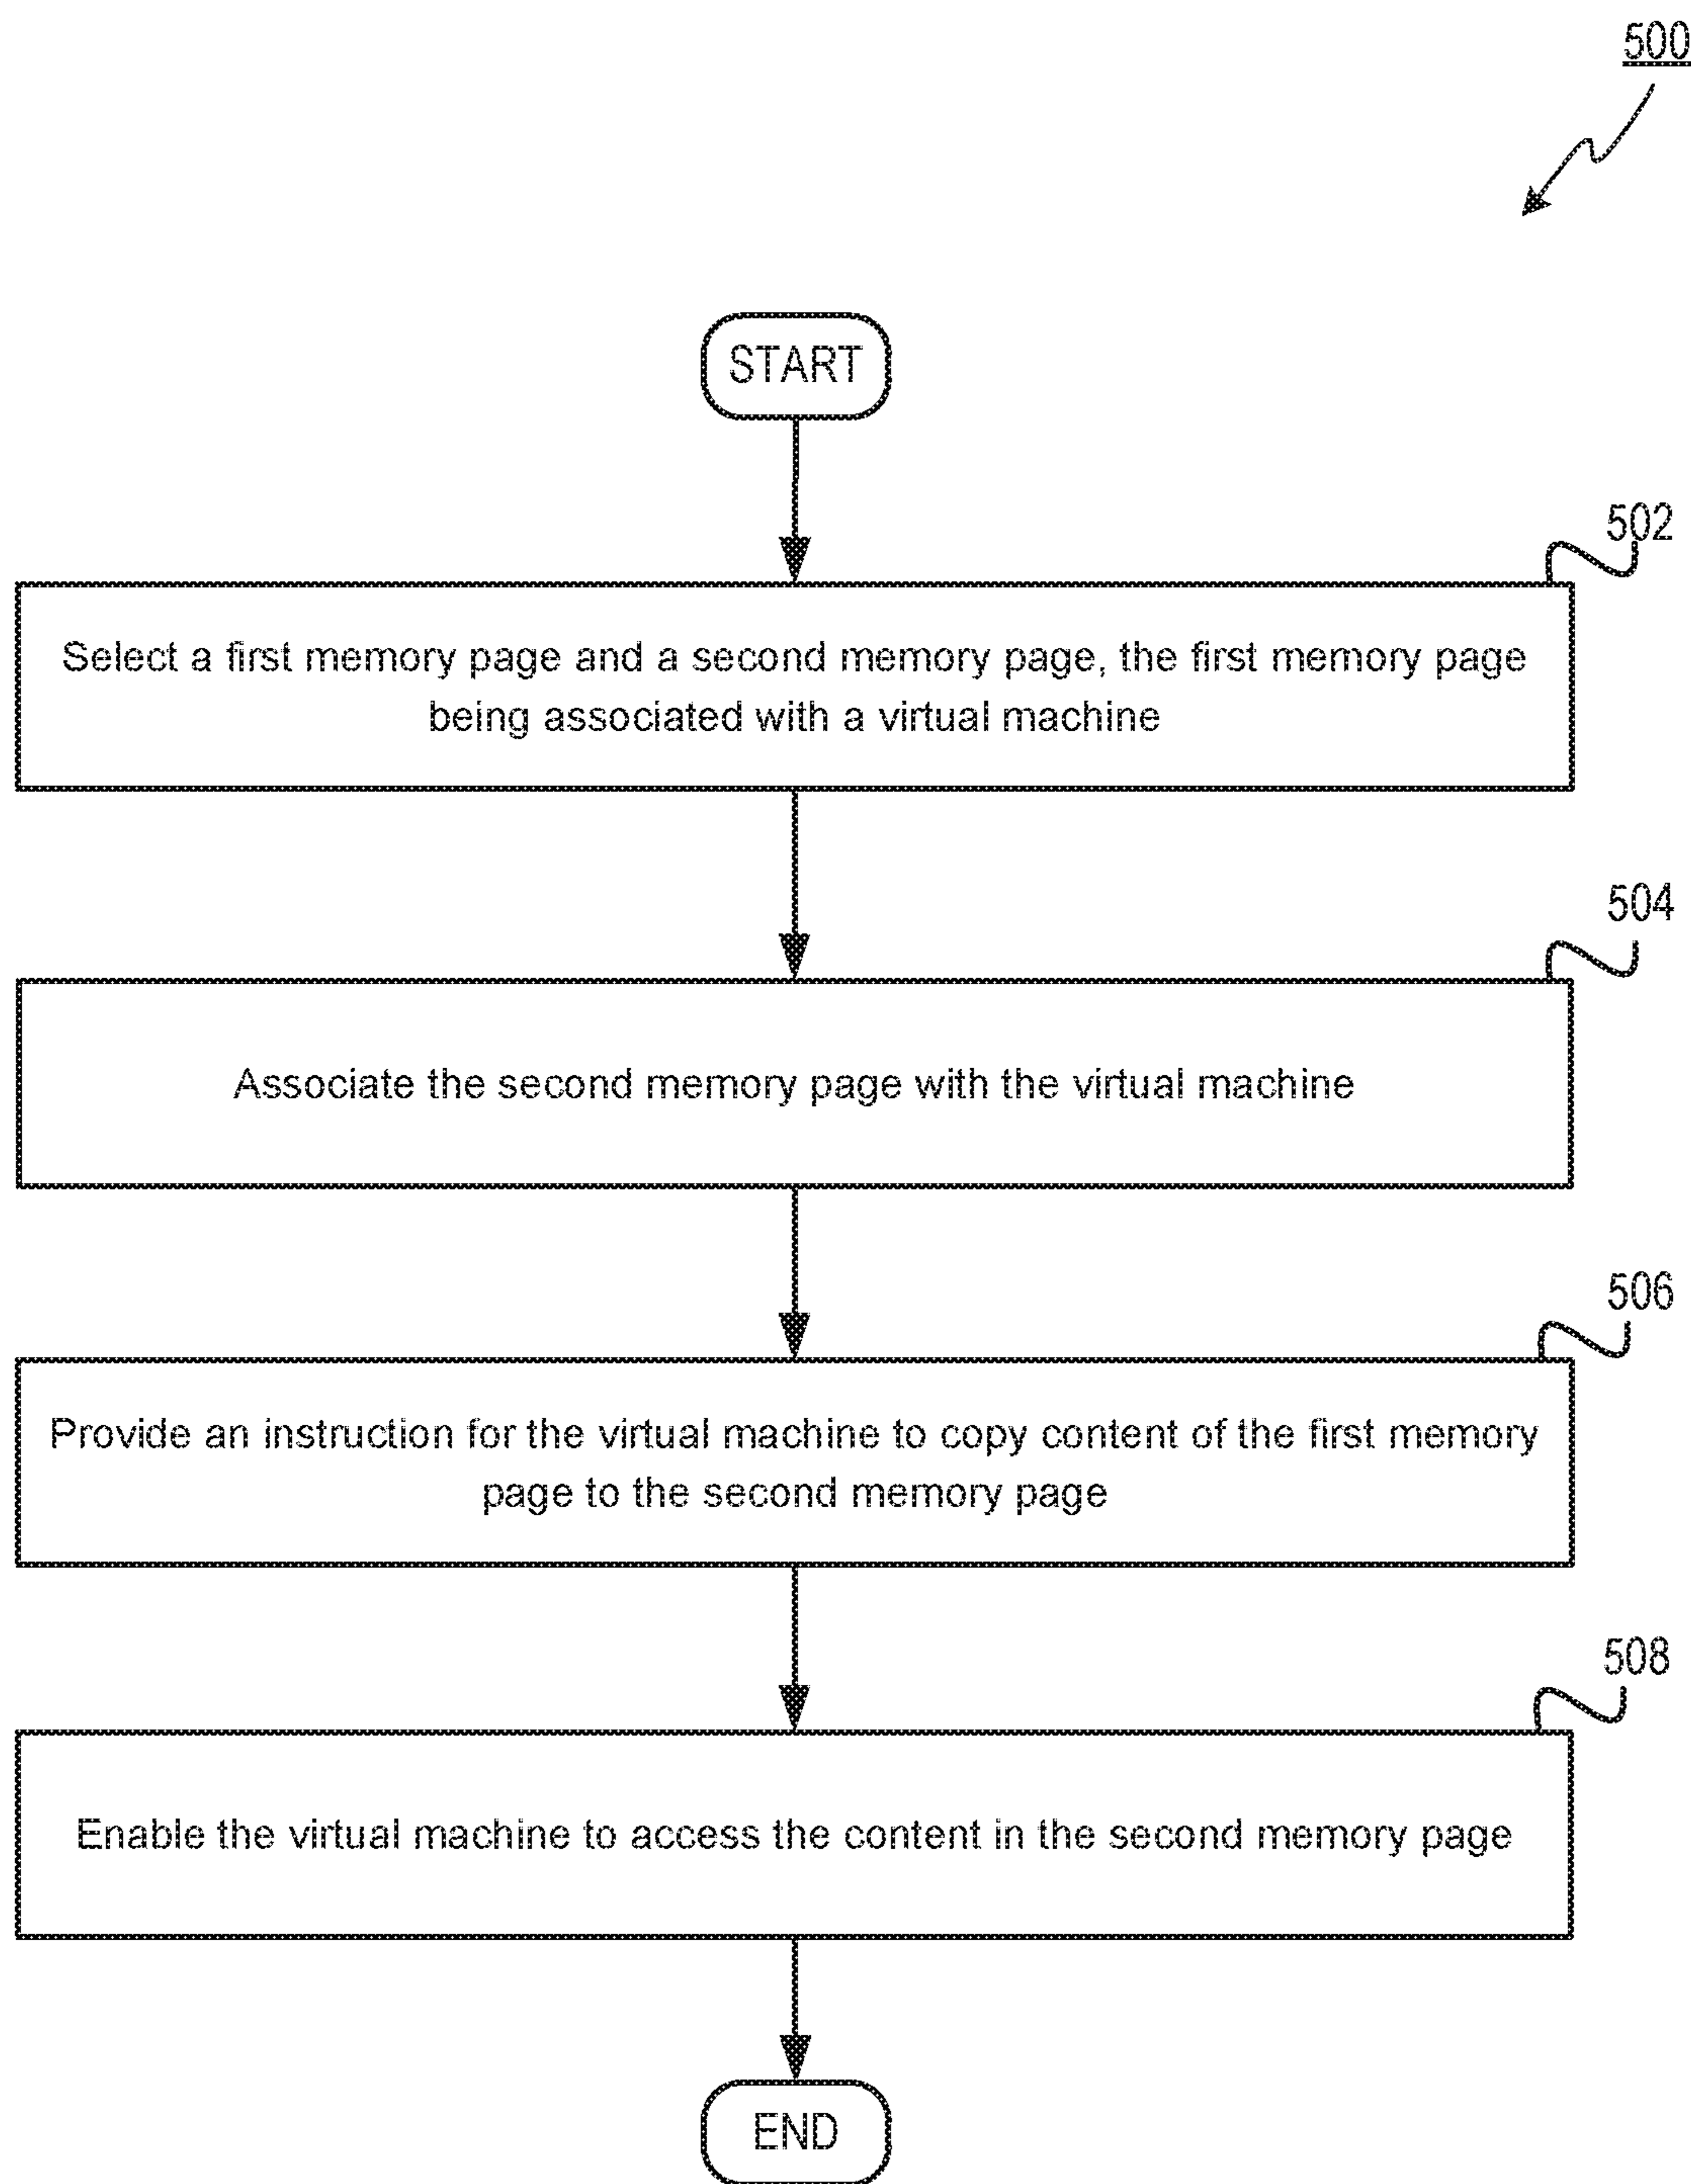 500
START
502
Select a first memory page and a second memory page, the first memory page
being associated with a virtual machine
504
Associate the second memory page with the virtual machine
506
Provide an instruction for the virtual machine to copy content of the first memory
page to the second memory page
508
Enable the virtual machine to access the content in the second memory page
END